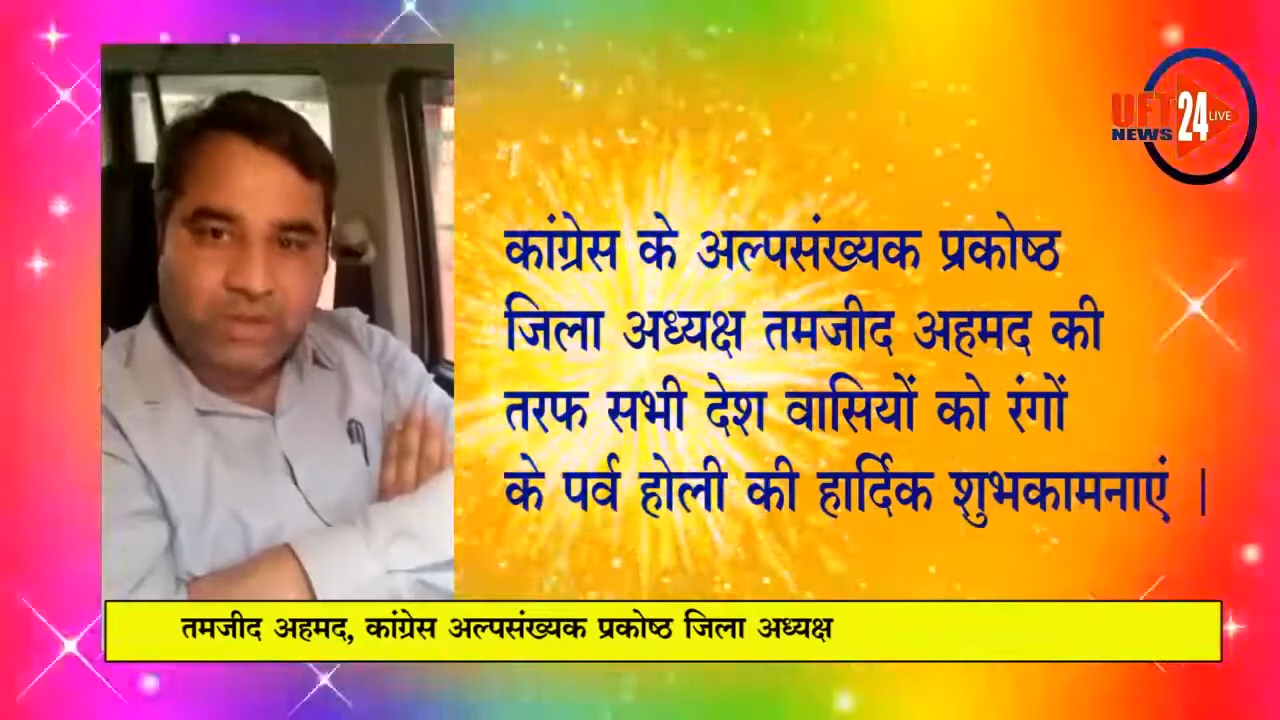 UFT
NEWS
24
LIVE
कांग्रेस के अल्पसंख्यक प्रकोष्ठ
जिला अध्यक्ष तमजीद अहमद की
तरफ सभी देश वासियों को रंगों
के पर्व होली की हार्दिक शुभकामनाएं |
तमजीद अहमद, कांग्रेस अल्पसंख्यक प्रकोष्ठ जिला अध्यक्ष